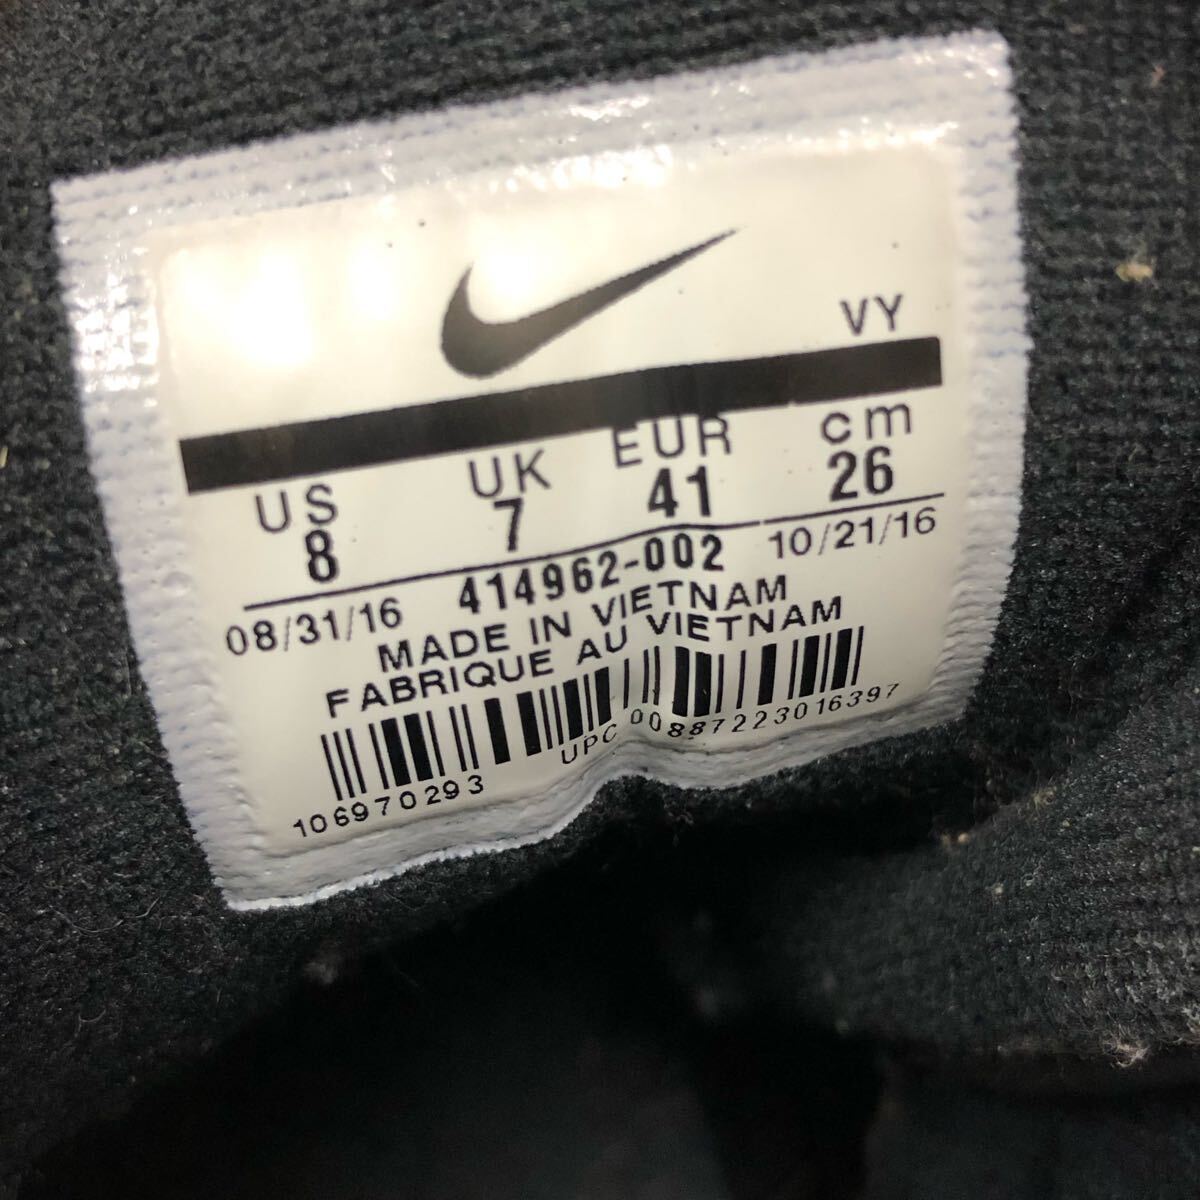 VY
US UK EUR cm
8 7 41 26
08/31/16 414962-002 10/21/16
MADE IN VIETNAM
FABRIQUE AU VIETNAM
106970293 UPC 00887223016397